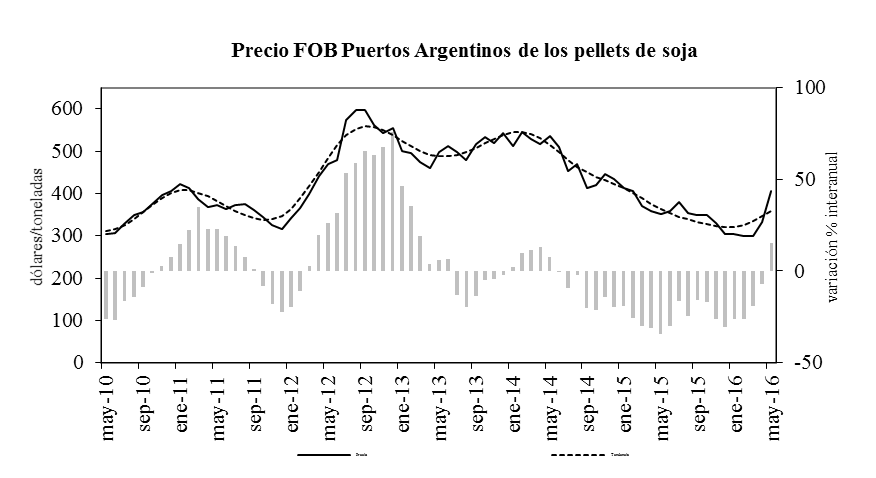 Precio FOB Puertos Argentinos de los pellets de soja
dólares/toneladas
600
500
400
300
200
100
0
100
50
0
-50
variación % interanual
may-10
sep-10
ene-11
may-11
sep-11
ene-12
may-12
sep-12
ene-13
may-13
sep-13
ene-14
may-14
sep-14
ene-15
may-15
sep-15
ene-16
may-16
Precio
Tendencia